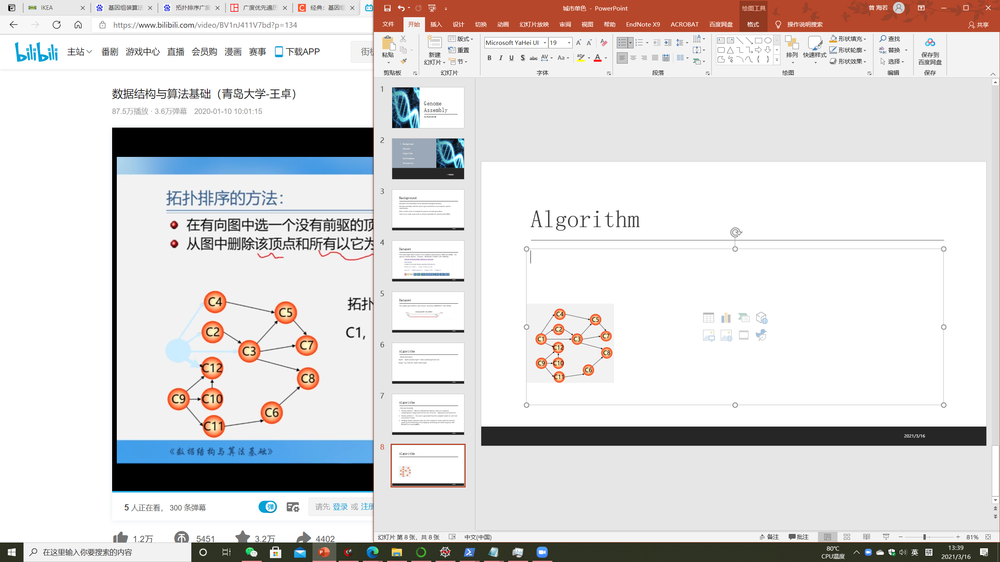 IKEA
基因组装算法
拓扑排序广度
广度优先遍历
经典：基因组
https://www.bilibili.com/video/BV1nJ411V7bd?p=134
bilibili
主站 番剧 游戏中心 直播 会员购 漫画 赛事 下载APP
数据结构与算法基础（青岛大学-王卓）
87.5万播放 · 3.6万弹幕 2020-01-10 10:01:15
拓扑排序的方法：
在有向图中选一个没有前驱的顶
从图中删除该顶点和所有以它为
拓扑
C1,
C4
C5
C2
C7
C3
C12
C8
C9
C10
C6
C11
《数据结构与算法基础》
5 人正在看， 300 条弹幕
弹
请先 登录 或 注册
1.2万 5451 3.2万 4402
城市单色 - PowerPoint
绘图工具
曾 海若
文件 开始 插入 设计 切换 动画 幻灯片放映 审阅 视图 帮助 EndNote X9 ACROBAT 百度网盘 格式 操作说明搜索 共享
粘贴
剪贴板
新建
幻灯片
版式
重置
节
幻灯片
Microsoft YaHei UI 19
B I U S abc AV Aa A
字体
段落
排列
快速样式
形状填充
形状轮廓
形状效果
绘图
查找
替换
选择
编辑
保存到
百度网盘
保存
1
Genome
Assembly
HAIRUO ZENG
2
Background
Dataset
Algorithm
Performance
Discussion
INDEX
3
Background
4
Dataset
5
Dataset
6
Algorithm
7
Algorithm
8
Algorithm
Algorithm
C4
C5
C2
C1
C3
C7
C12
C8
C9
C10
C6
C11
2021/3/16
幻灯片 第 8 张，共 8 张 中文(中国)
备注 批注 81%
在这里输入你要搜索的内容
80℃
CPU温度
英 拼
13:39
2021/3/16